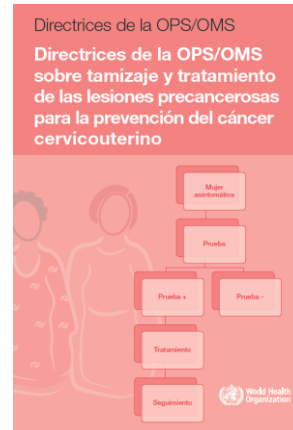 Directrices de la OPS/OMS
Directrices de la OPS/OMS
sobre tamizaje y tratamiento
de las lesiones precancerosas
para la prevención del cáncer
cervicouterino
Mujer
asintomática
Prueba
Prueba +
Prueba -
Tratamiento
Seguimiento
World Health
Organization